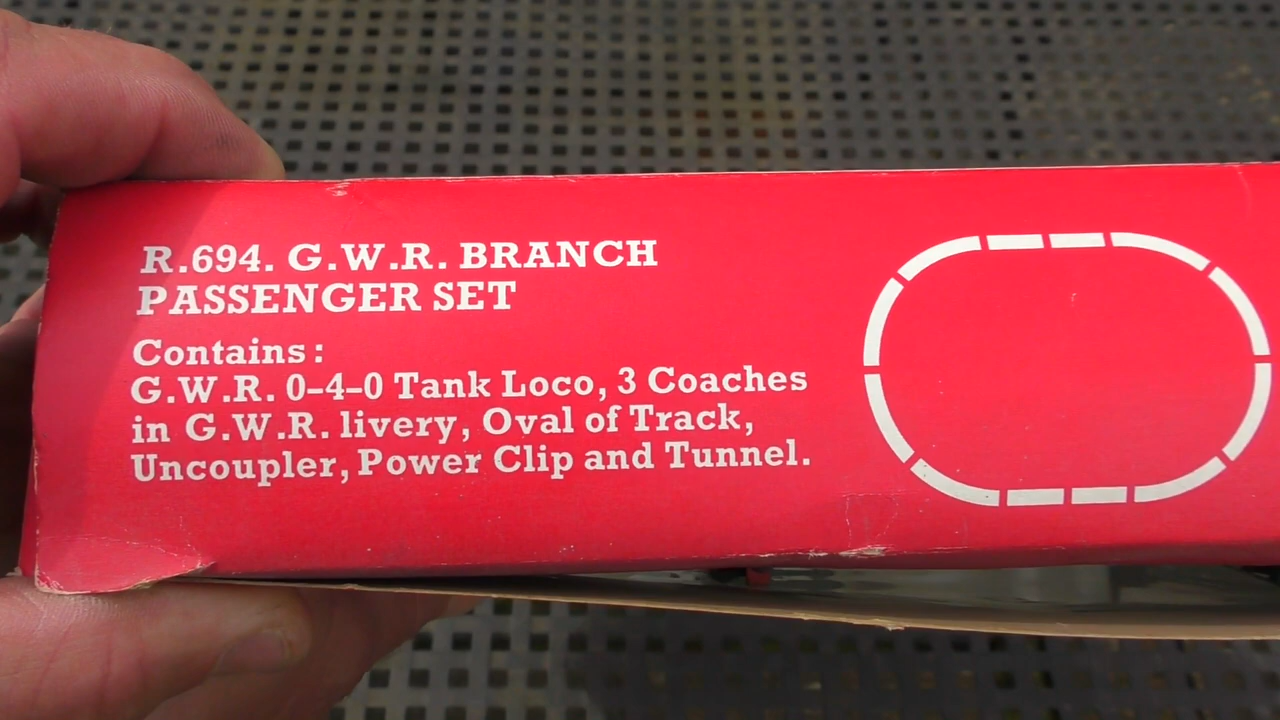 R.694. G.W.R. BRANCH
PASSENGER SET
Contains:
G.W.R. 0-4-0 Tank Loco, 3 Coaches
in G.W.R. livery, Oval of Track,
Uncoupler, Power Clip and Tunnel.